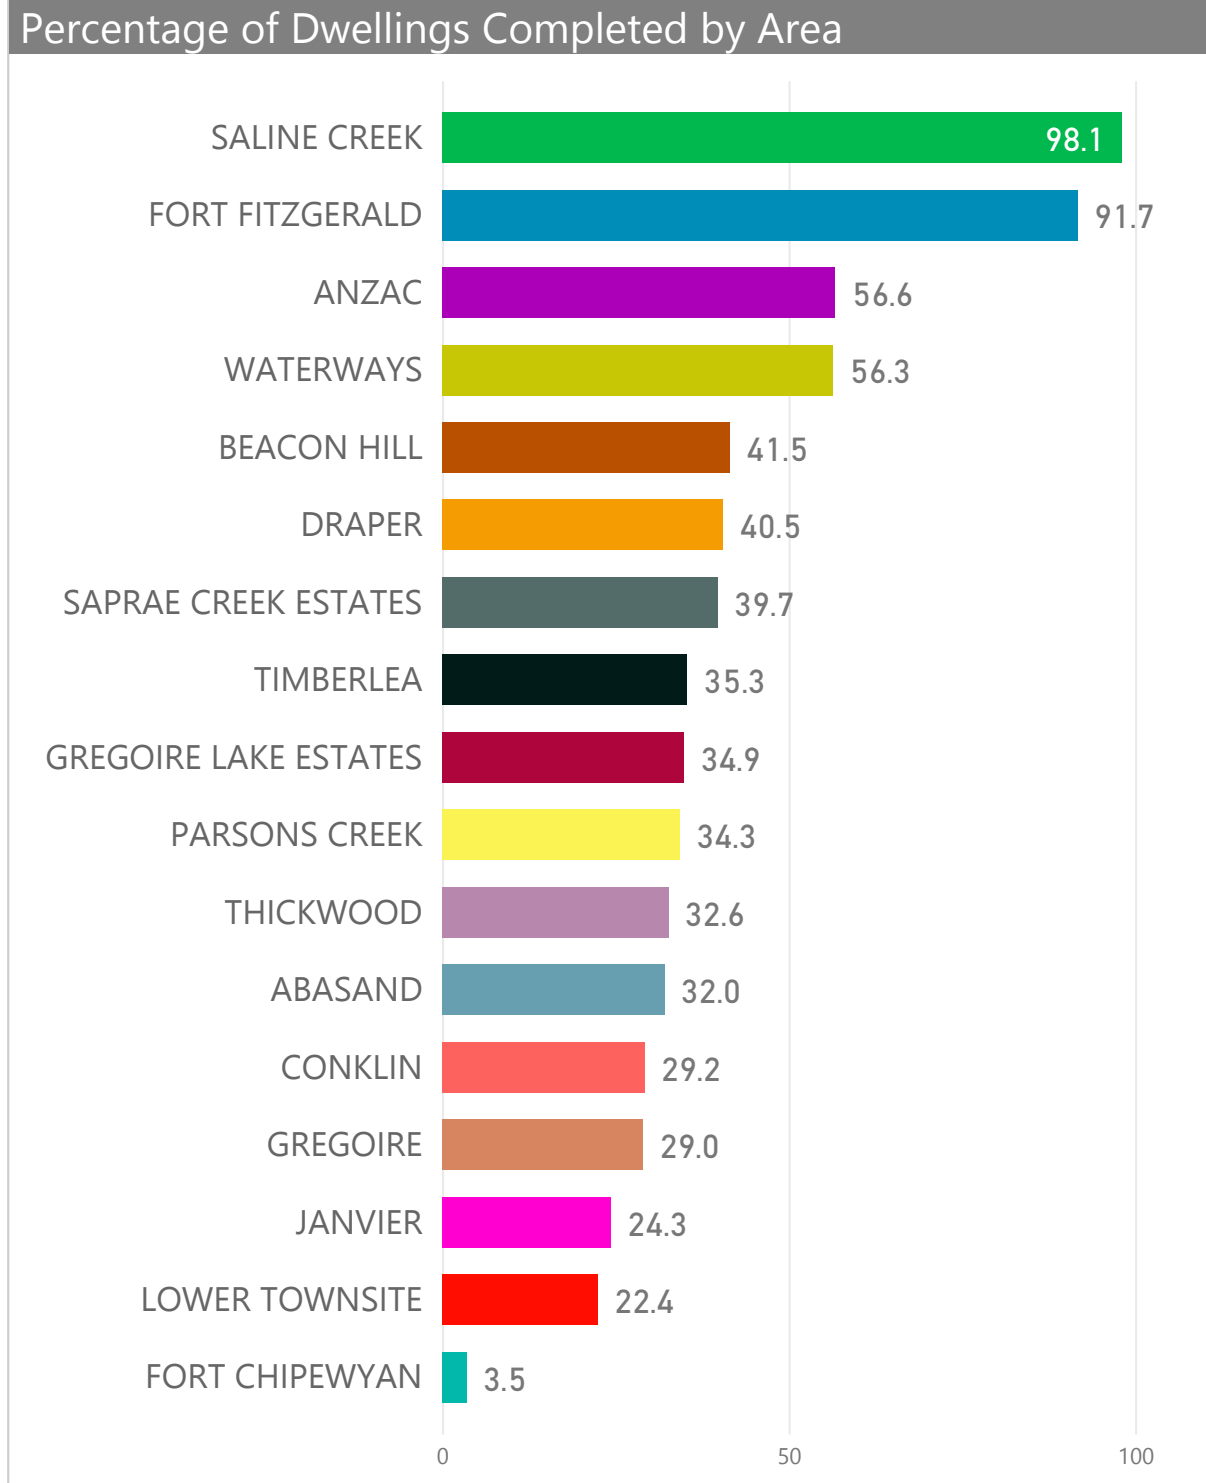 Percentage of Dwellings Completed by Area
SALINE CREEK 98.1
FORT FITZGERALD 91.7
ANZAC 56.6
WATERWAYS 56.3
BEACON HILL 41.5
DRAPER 40.5
SAPRAE CREEK ESTATES 39.7
TIMBERLEA 35.3
GREGOIRE LAKE ESTATES 34.9
PARSONS CREEK 34.3
THICKWOOD 32.6
ABASAND 32.0
CONKLIN 29.2
GREGOIRE 29.0
JANVIER 24.3
LOWER TOWNSITE 22.4
FORT CHIPEWYAN 3.5
0 50 100